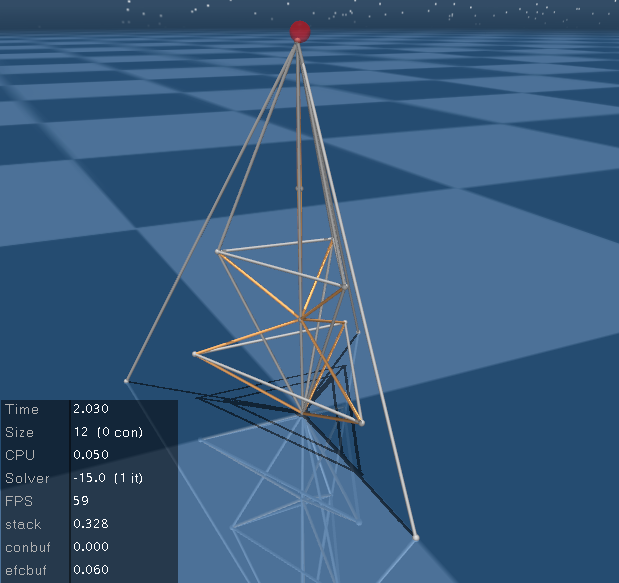 Time 2.030
Size 12 (0 con)
CPU 0.050
Solver -15.0 (1 it)
FPS 59
stack 0.328
conbuf 0.000
efcbuf 0.060